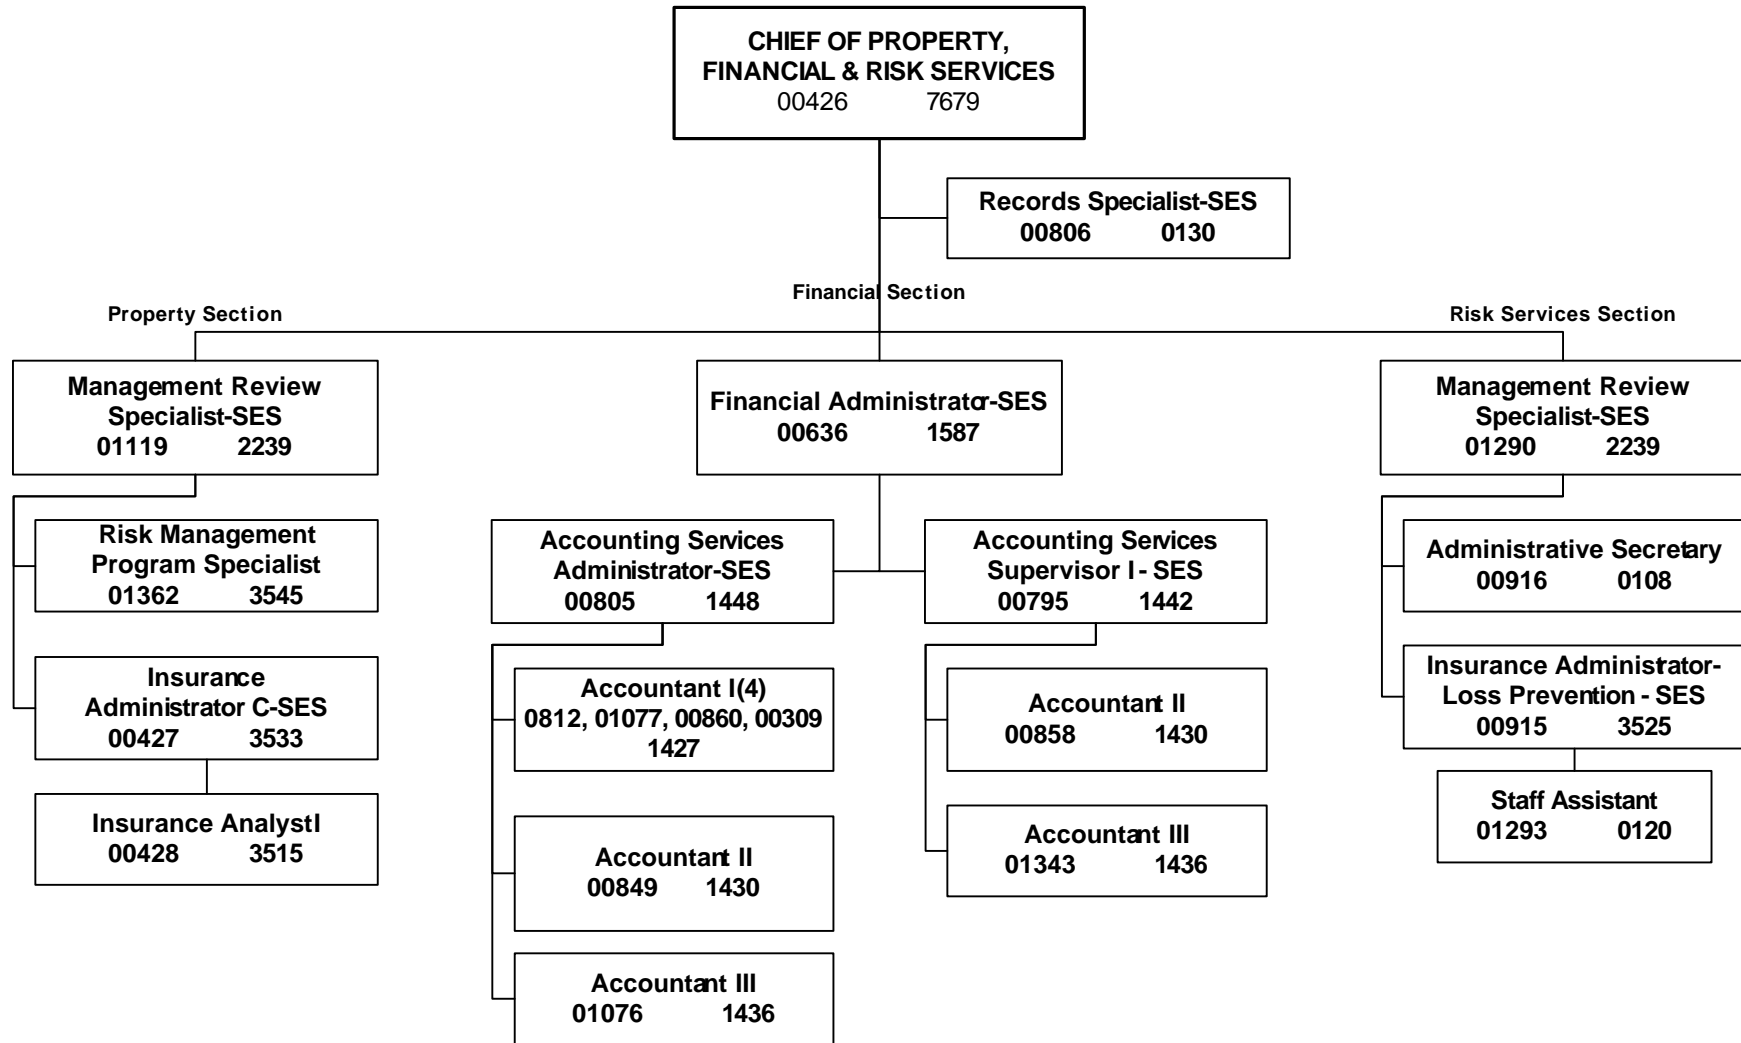 CHIEF OF PROPERTY,
FINANCIAL & RISK SERVICES
00426 7679
Records Specialist-SES
00806 0130
Financial Section
Property Section
Risk Services Section
Management Review
Specialist-SES
01119 2239
Financial Administrator-SES
00636 1587
Management Review
Specialist-SES
01290 2239
Risk Management
Program Specialist
01362 3545
Accounting Services
Administrator-SES
00805 1448
Accounting Services
Supervisor I - SES
00795 1442
Administrative Secretary
00916 0108
Insurance
Administrator C-SES
00427 3533
Accountant I (4)
0812, 01077, 00860, 00309
1427
Accountant II
00858 1430
Insurance Administrator-
Loss Prevention - SES
00915 3525
Insurance Analyst I
00428 3515
Accountant II
00849 1430
Accountant III
01343 1436
Staff Assistant
01293 0120
Accountant III
01076 1436